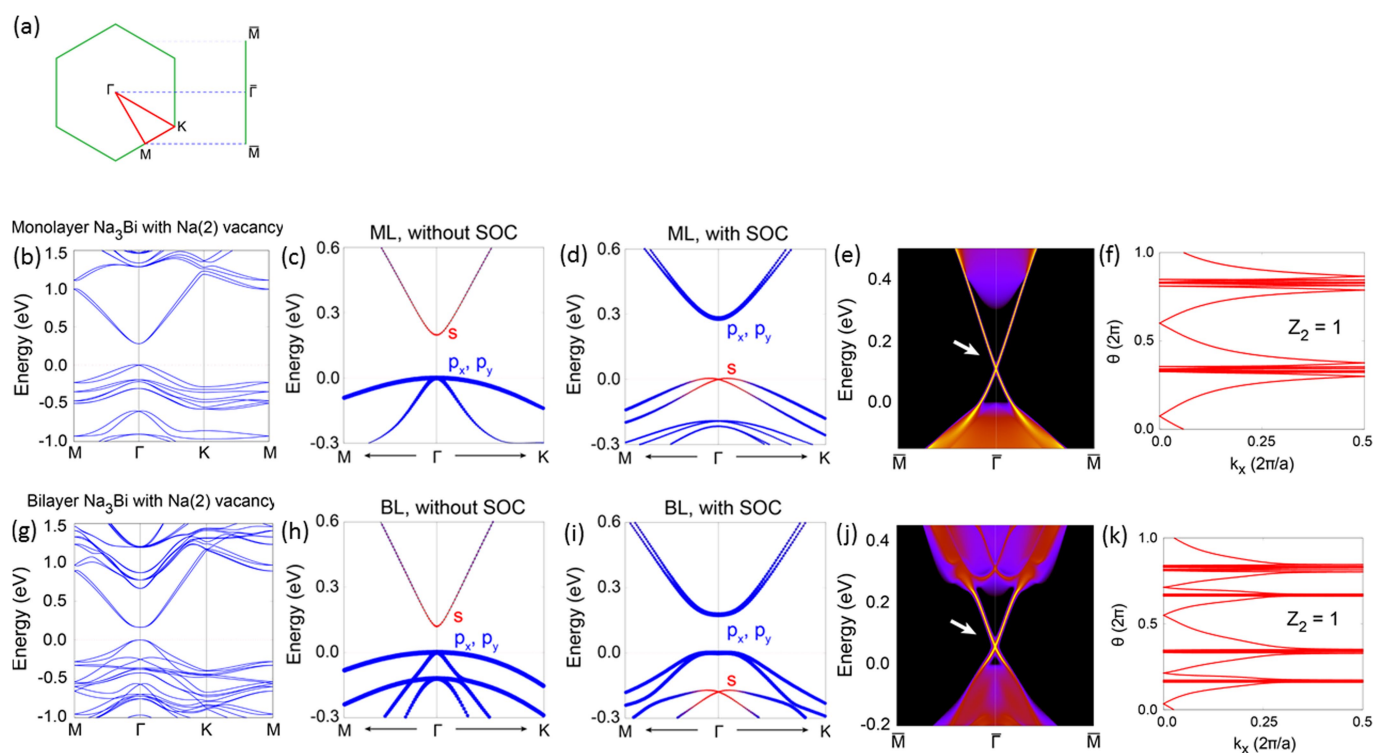 (a)
M̅
Γ
Γ̅
K
M
M̅
Monolayer Na₃Bi with Na(2) vacancy
(b)
Energy (eV)
1.5
1.0
0.5
0.0
-0.5
-1.0
M Γ K M
ML, without SOC
(c)
Energy (eV)
0.6
0.3
0.0
-0.3
s
pₓ, p_y
M Γ K
ML, with SOC
(d)
Energy (eV)
0.6
0.3
0.0
-0.3
pₓ, p_y
s
M Γ K
(e)
Energy (eV)
0.4
0.2
0.0
M̅ Γ̅ M̅
(f)
θ (2π)
1.0
0.5
0.0
Z₂ = 1
0.0 0.25 0.5
kₓ (2π/a)
Bilayer Na₃Bi with Na(2) vacancy
(g)
Energy (eV)
1.5
1.0
0.5
0.0
-0.5
-1.0
M Γ K M
BL, without SOC
(h)
Energy (eV)
0.6
0.3
0.0
-0.3
s
pₓ, p_y
M Γ K
BL, with SOC
(i)
Energy (eV)
0.6
0.3
0.0
-0.3
pₓ, p_y
s
M Γ K
(j)
Energy (eV)
0.4
0.2
0.0
-0.2
M̅ Γ̅ M̅
(k)
θ (2π)
1.0
0.5
0.0
Z₂ = 1
0.0 0.25 0.5
kₓ (2π/a)